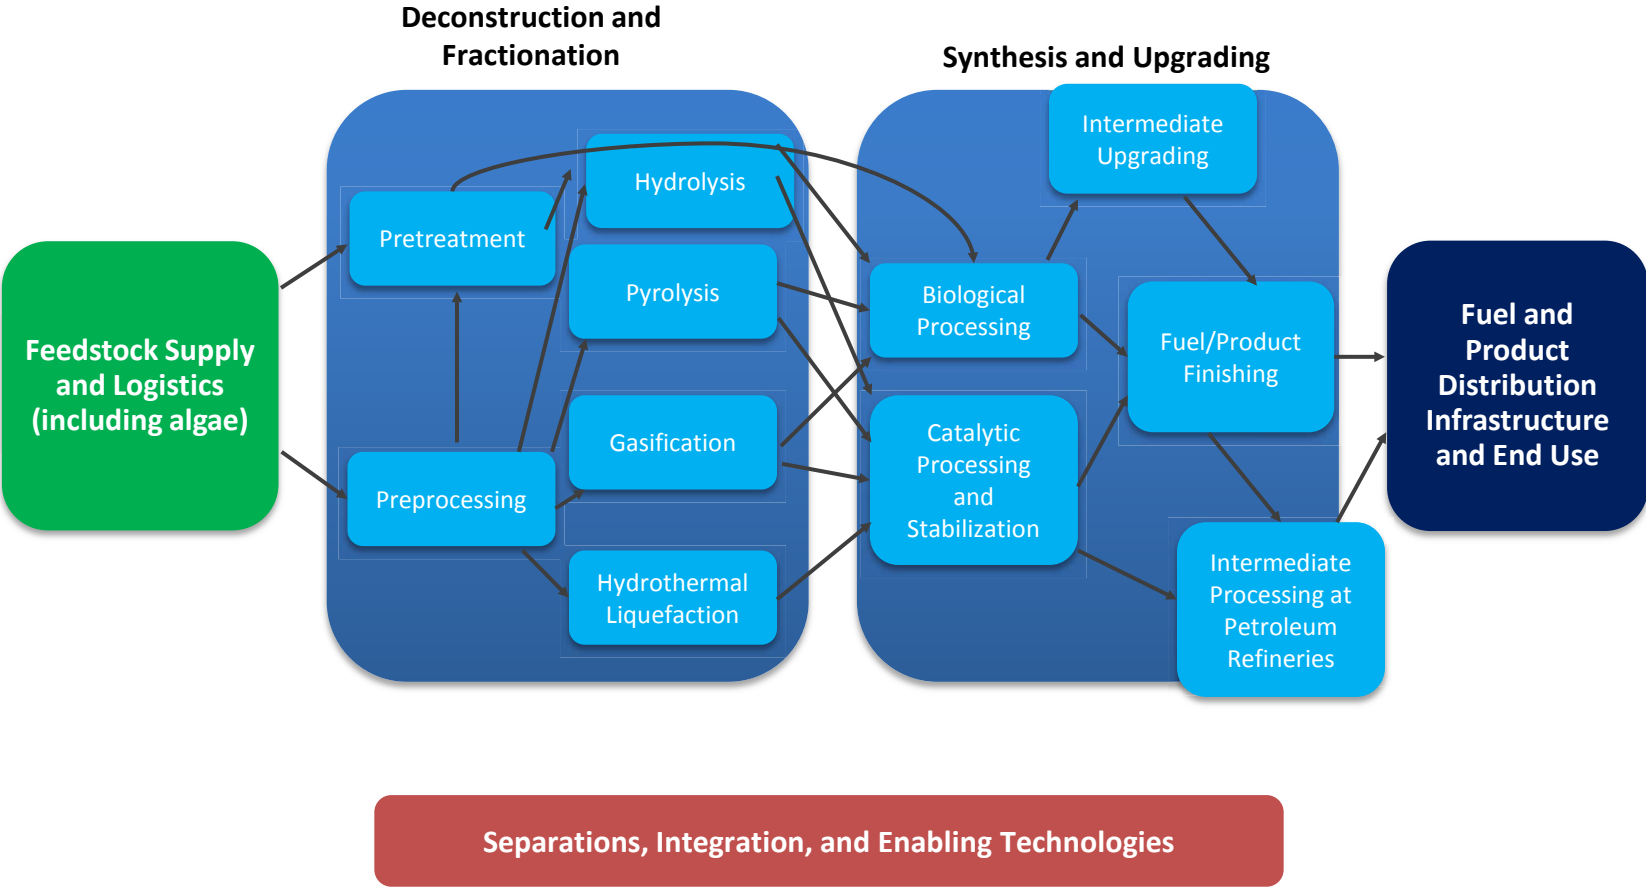 Deconstruction and
Fractionation
Synthesis and Upgrading
Feedstock Supply
and Logistics
(including algae)
Pretreatment
Preprocessing
Hydrolysis
Pyrolysis
Gasification
Hydrothermal
Liquefaction
Biological
Processing
Catalytic
Processing
and
Stabilization
Intermediate
Upgrading
Fuel/Product
Finishing
Intermediate
Processing at
Petroleum
Refineries
Fuel and
Product
Distribution
Infrastructure
and End Use
Separations, Integration, and Enabling Technologies